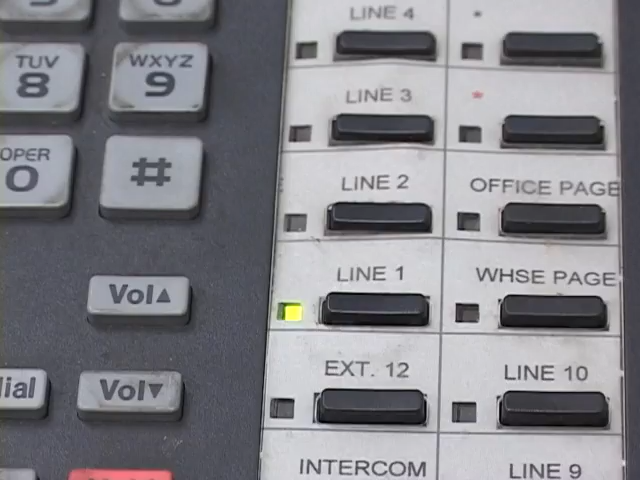 LINE 4
*
TUV
8
WXYZ
9
LINE 3
*
OPER
0
#
LINE 2
OFFICE PAGE
Vol▲
LINE 1
WHSE PAGE
Vol▼
EXT. 12
LINE 10
INTERCOM
LINE 9